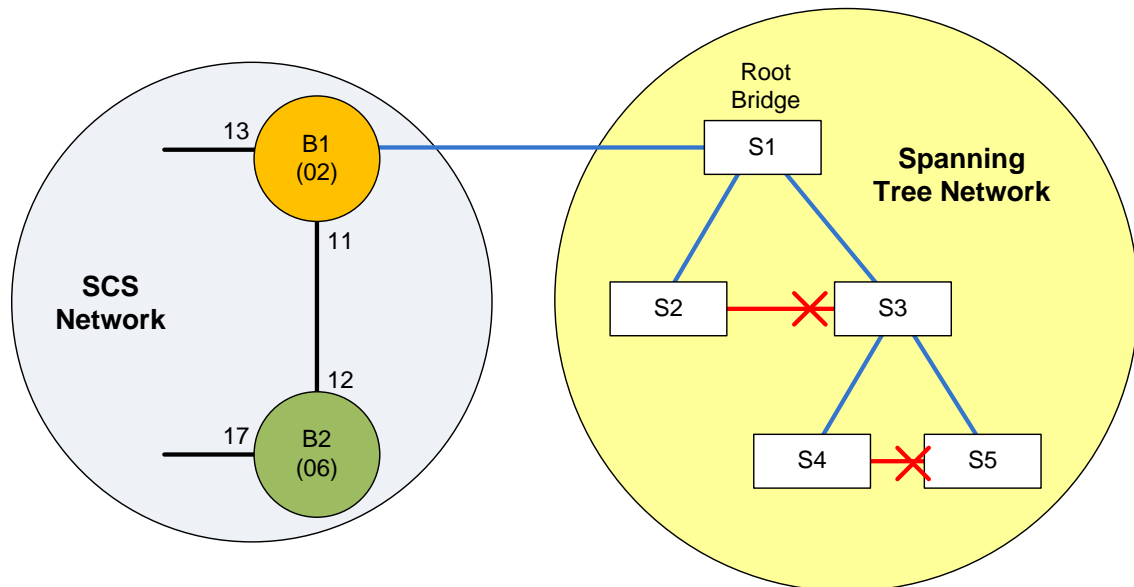 Root
Bridge
13
B1
(02)
S1
Spanning
Tree Network
11
SCS
Network
S2
S3
12
17
B2
(06)
S4
S5